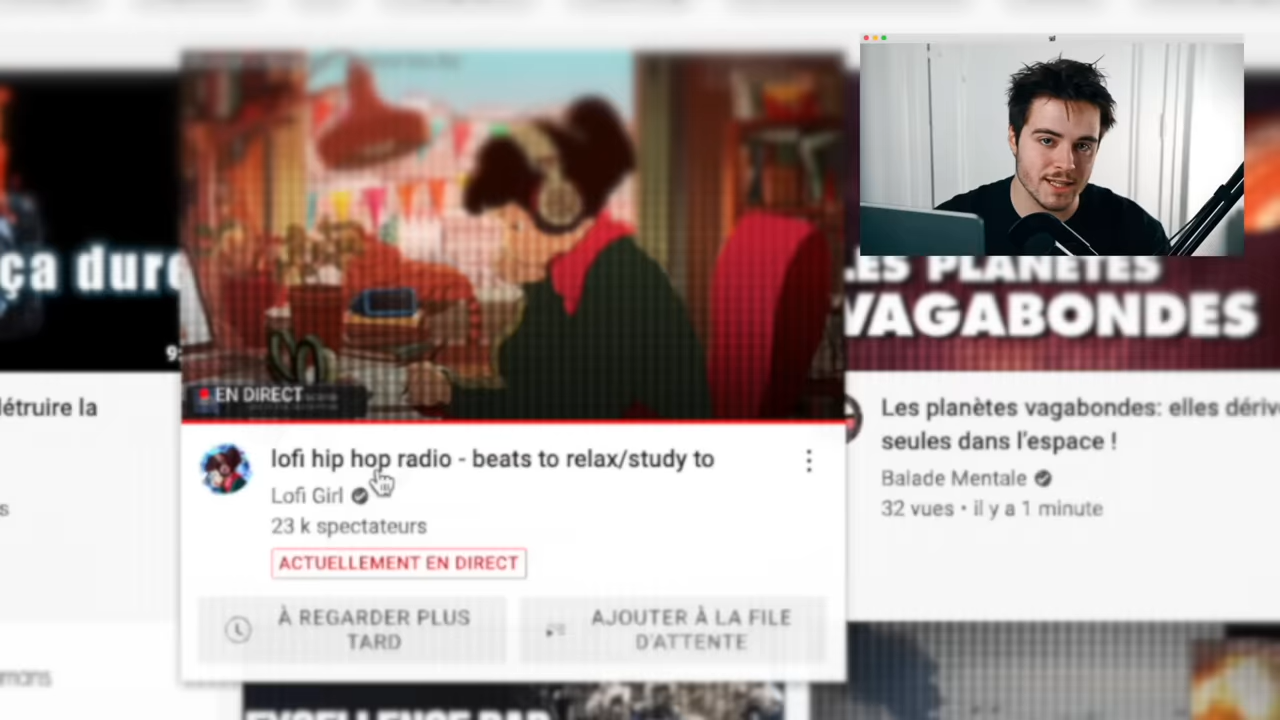 ça dure
EN DIRECT
lofi hip hop radio - beats to relax/study to
Lofi Girl
23 k spectateurs
ACTUELLEMENT EN DIRECT
À REGARDER PLUS
TARD
AJOUTER À LA FILE
D'ATTENTE
détruire la
LES PLANÈTES
VAGABONDES
Les planètes vagabondes: elles dérive
seules dans l'espace !
Balade Mentale
32 vues • il y a 1 minute